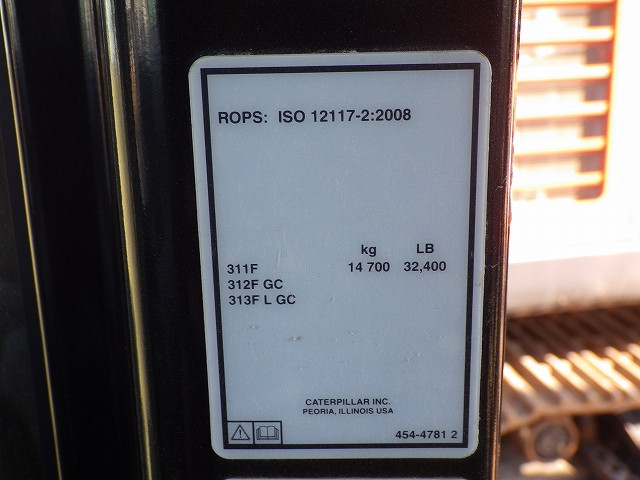 ROPS: ISO 12117-2:2008
kg LB
311F 14 700 32,400
312F GC
313F L GC
CATERPILLAR INC.
PEORIA, ILLINOIS USA
454-4781 2